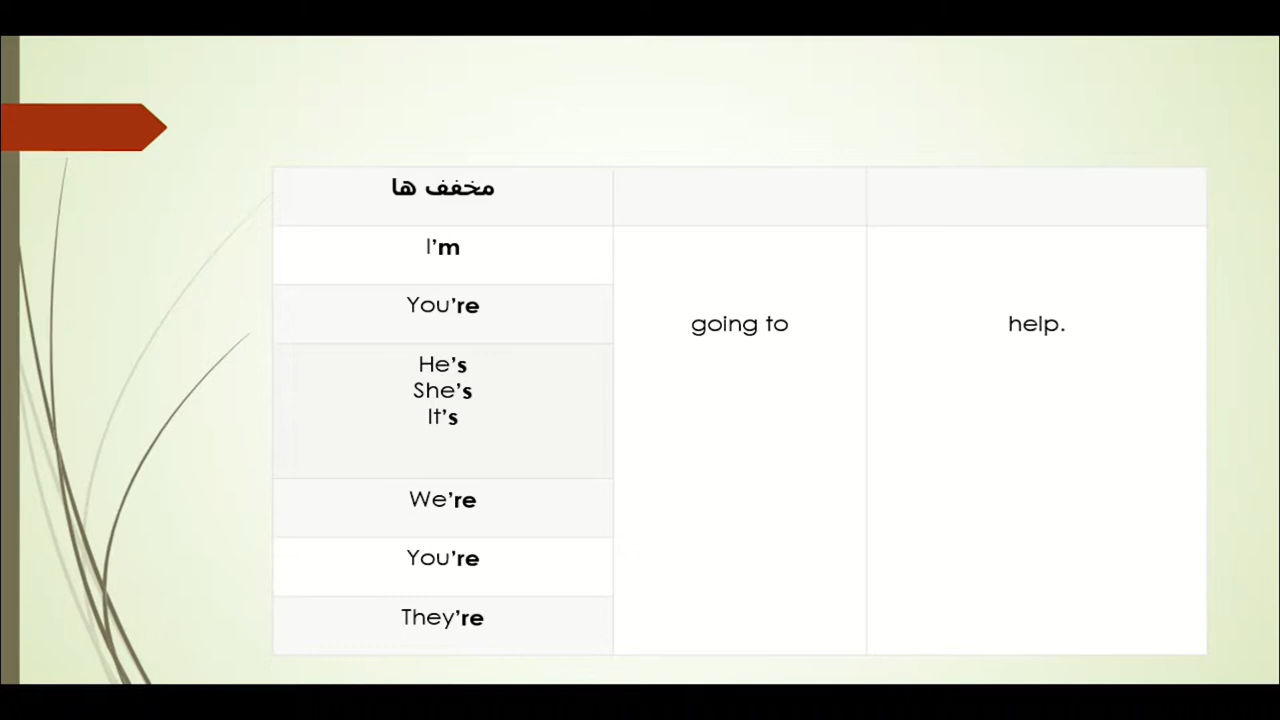 مخفف ها
I’m
You’re
going to
help.
He’s
She’s
It’s
We’re
You’re
They’re